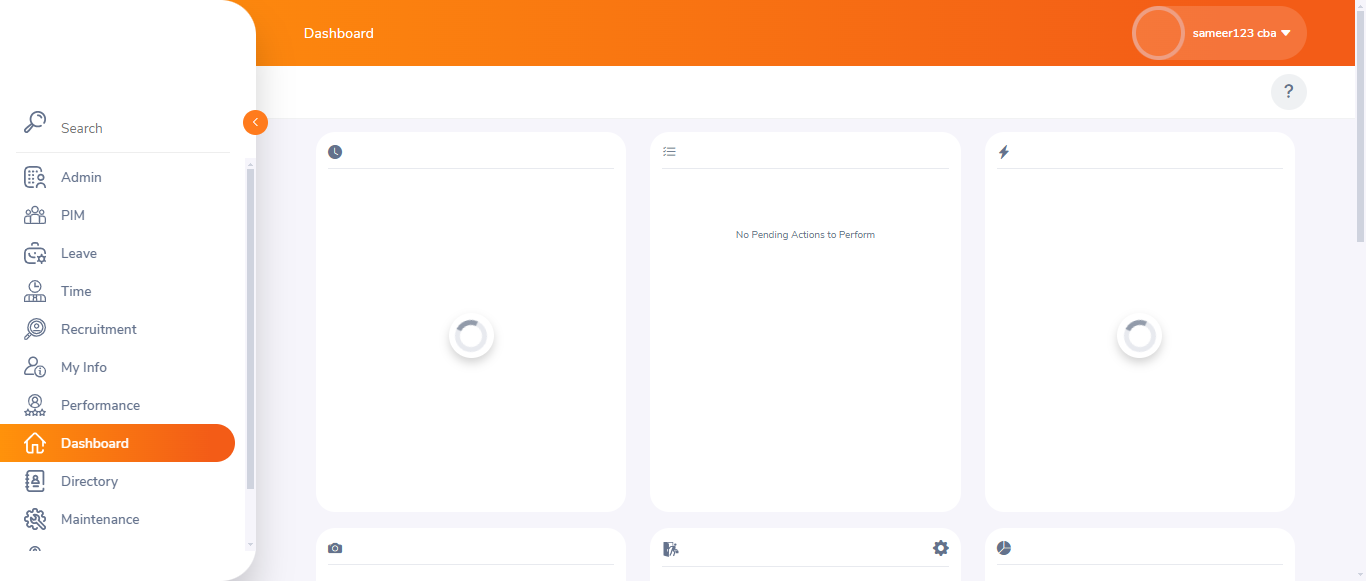 Dashboard
sameer123 cba
?
Search
Admin
PIM
Leave
Time
Recruitment
My Info
Performance
Dashboard
Directory
Maintenance
No Pending Actions to Perform